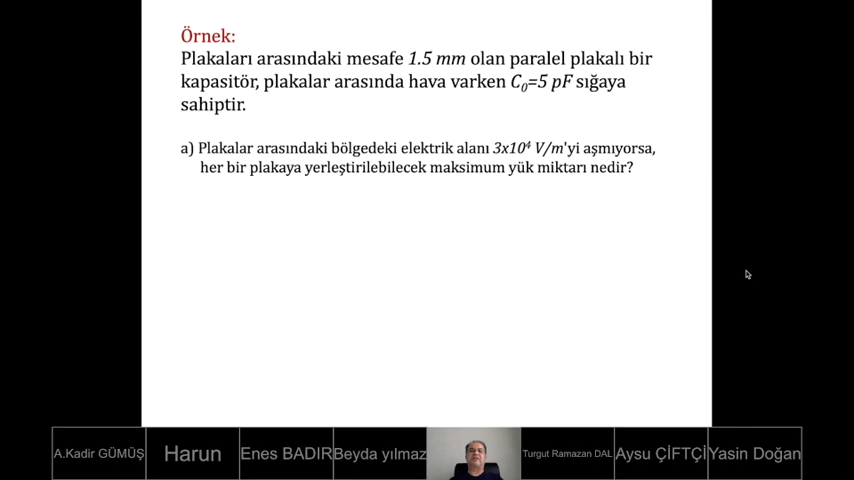 Örnek:
Plakaları arasındaki mesafe 1.5 mm olan paralel plakalı bir
kapasitör, plakalar arasında hava varken C₀=5 pF sığaya
sahiptir.
a) Plakalar arasındaki bölgedeki elektrik alanı 3x10⁴ V/m'yi aşmıyorsa,
her bir plakaya yerleştirilebilecek maksimum yük miktarı nedir?
A.Kadir GÜMÜŞ Harun Enes BADIR Beyda yılmaz Turgut Ramazan DAL Aysu ÇİFTÇİ Yasin Doğan